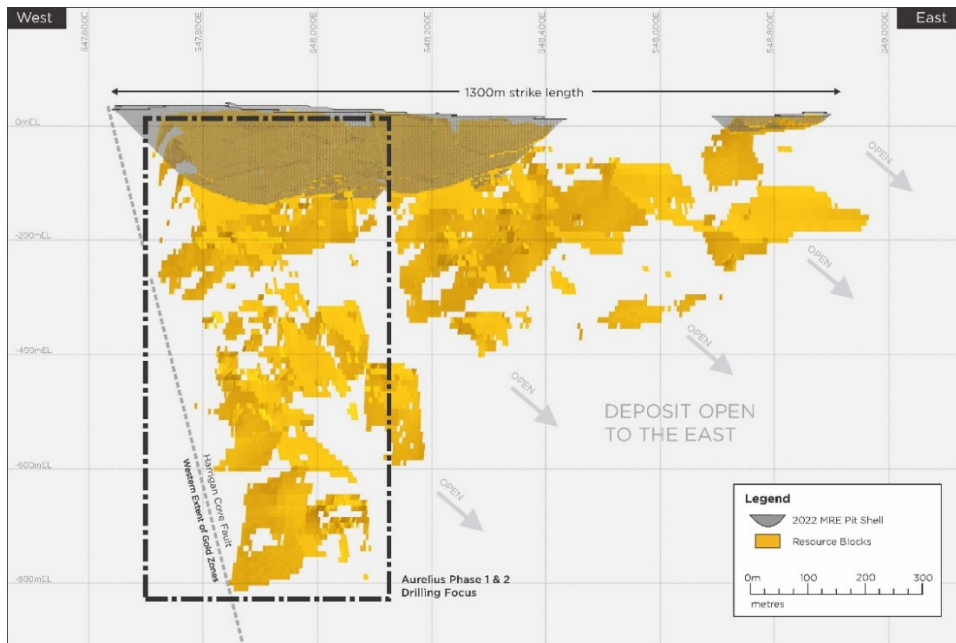 West
East
547,600E
547,800E
548,000E
548,200E
548,400E
548,600E
548,800E
549,000E
1300m strike length
0mEL
OPEN
-200mEL
OPEN
OPEN
-400mEL
OPEN
DEPOSIT OPEN
TO THE EAST
-600mEL
OPEN
Harrigan Cove Fault
Western Extent of Gold Zones
-800mEL
Aurelius Phase 1 & 2
Drilling Focus
Legend
2022 MRE Pit Shell
Resource Blocks
0m 100 200 300
metres